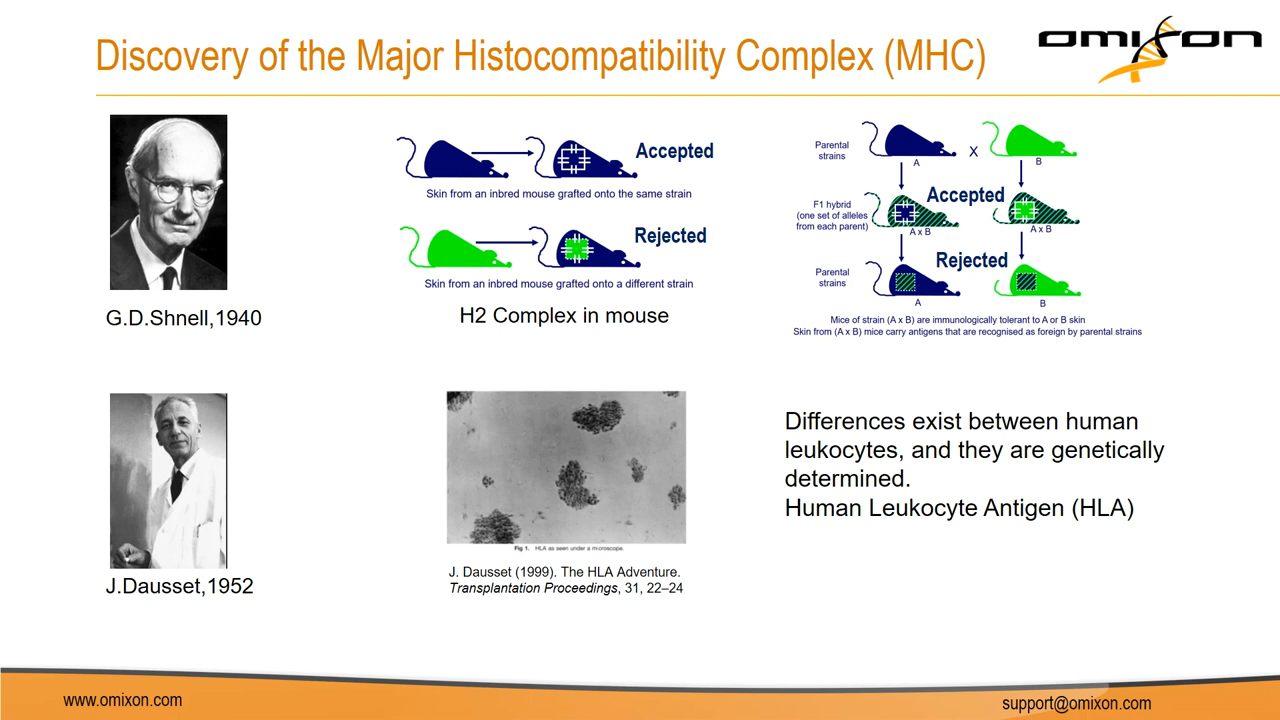 Discovery of the Major Histocompatibility Complex (MHC)
omixon
Accepted
Skin from an inbred mouse grafted onto the same strain
Rejected
Skin from an inbred mouse grafted onto a different strain
H2 Complex in mouse
G.D.Shnell,1940
Parental
strains
A
X
B
F1 hybrid
(one set of alleles
from each parent)
Accepted
A x B
A x B
Rejected
Parental
strains
A
B
Mice of strain (A x B) are immunologically tolerant to A or B skin
Skin from (A x B) mice carry antigens that are recognised as foreign by parental strains
J.Dausset,1952
Fig 1. HLA as seen under a microscope.
J. Dausset (1999). The HLA Adventure.
Transplantation Proceedings, 31, 22–24
Differences exist between human
leukocytes, and they are genetically
determined.
Human Leukocyte Antigen (HLA)
www.omixon.com
support@omixon.com